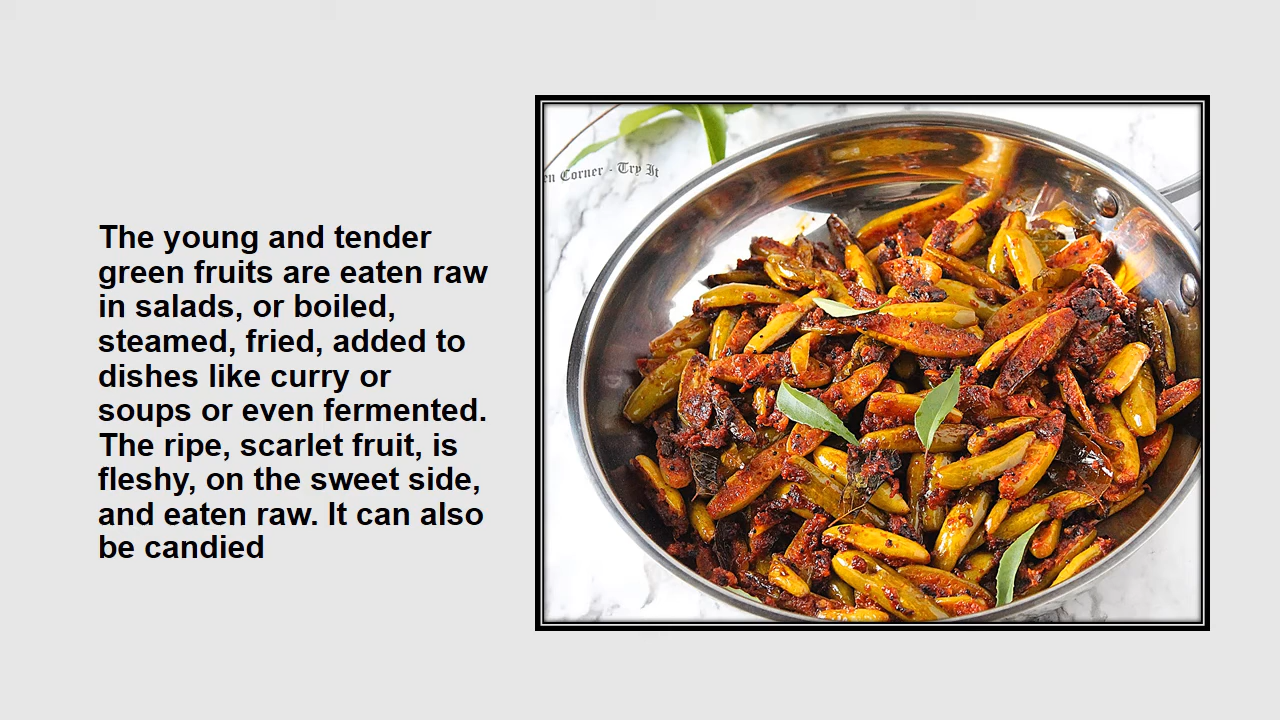 The young and tender
green fruits are eaten raw
in salads, or boiled,
steamed, fried, added to
dishes like curry or
soups or even fermented.
The ripe, scarlet fruit, is
fleshy, on the sweet side,
and eaten raw. It can also
be candied
Corner - Try It